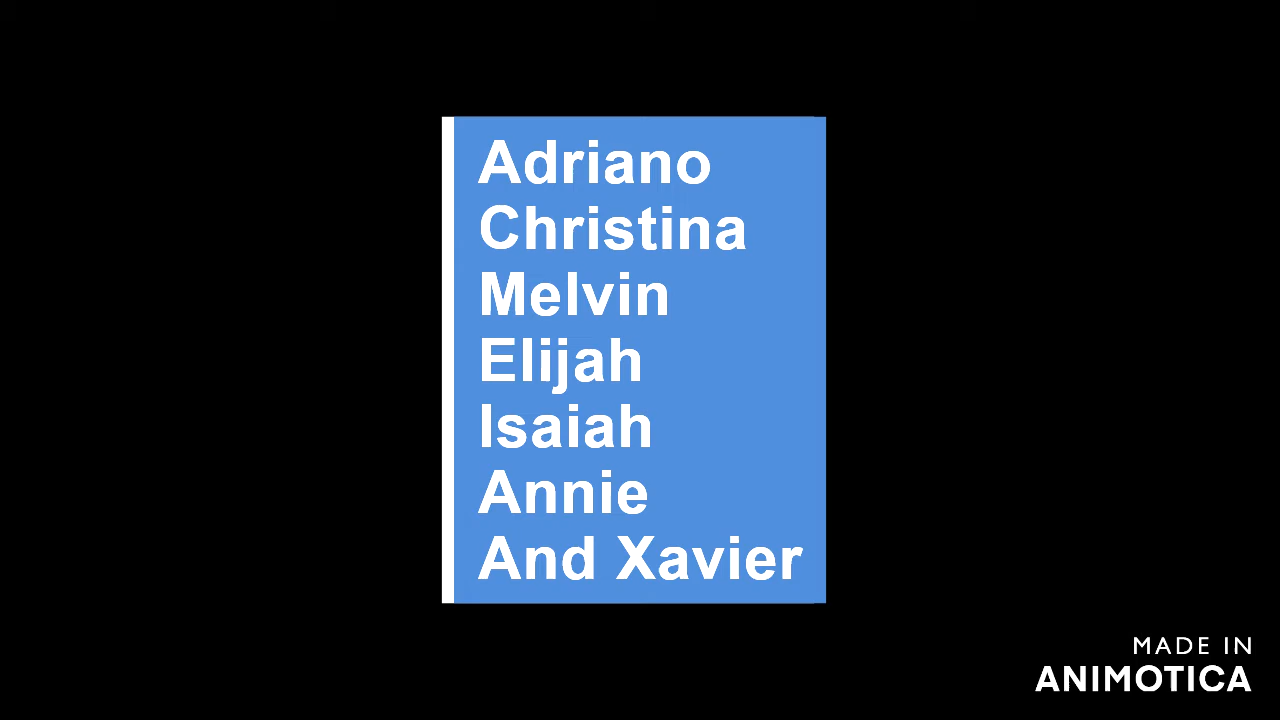 Adriano
Christina
Melvin
Elijah
Isaiah
Annie
And Xavier
MADE IN
ANIMOTICA